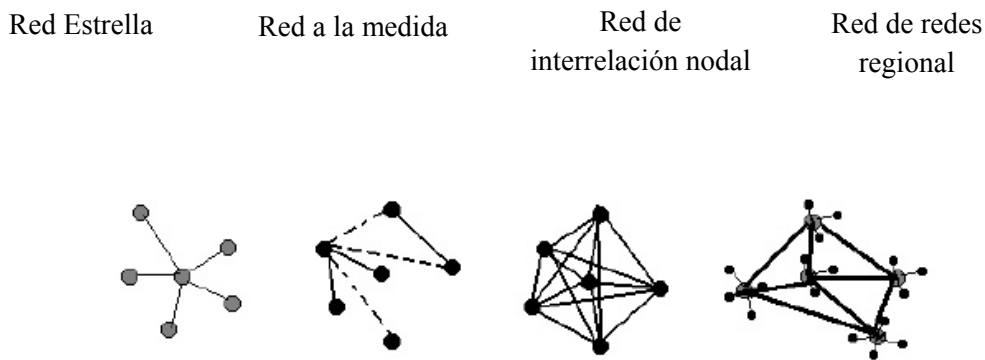 Red Estrella
Red a la medida
Red de
interrelación nodal
Red de redes
regional